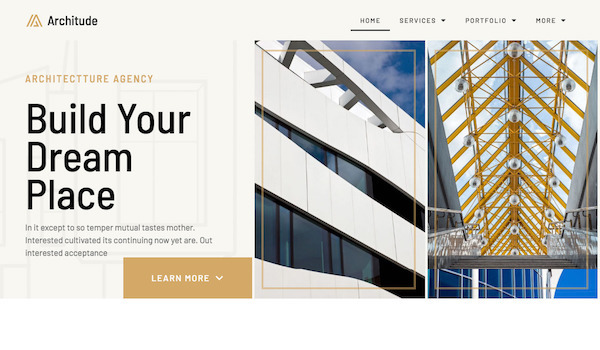 Architude
HOME
SERVICES
PORTFOLIO
MORE
ARCHITECTTURE AGENCY
Build Your
Dream
Place
In it except to so temper mutual tastes mother.
Interested cultivated its continuing now yet are. Out
interested acceptance
LEARN MORE